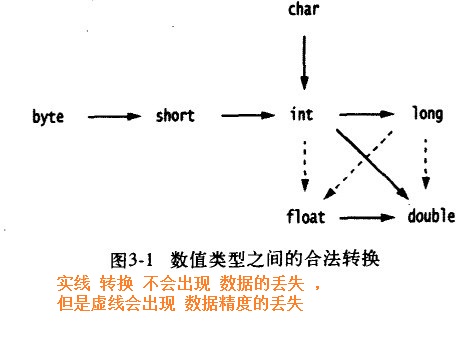 char
byte short int long
float double
图3-1 数值类型之间的合法转换
实线 转换 不会出现 数据的丢失 ，
但是虚线会出现 数据精度的丢失